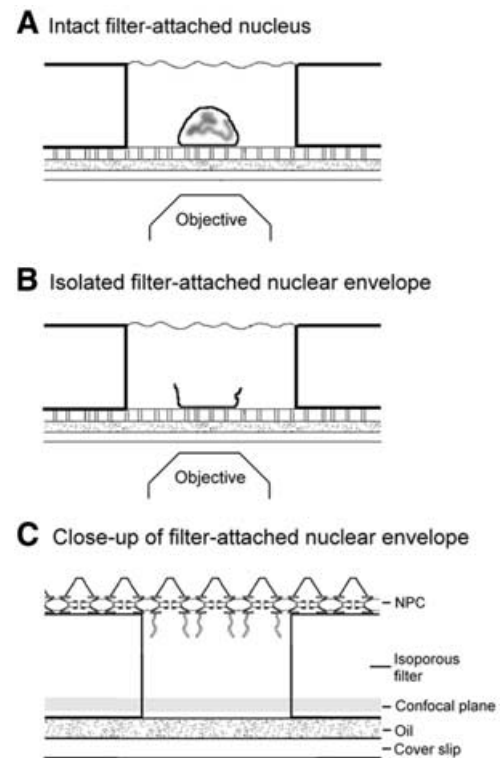 A Intact filter-attached nucleus
Objective
B Isolated filter-attached nuclear envelope
Objective
C Close-up of filter-attached nuclear envelope
NPC
Isoporous
filter
Confocal plane
Oil
Cover slip